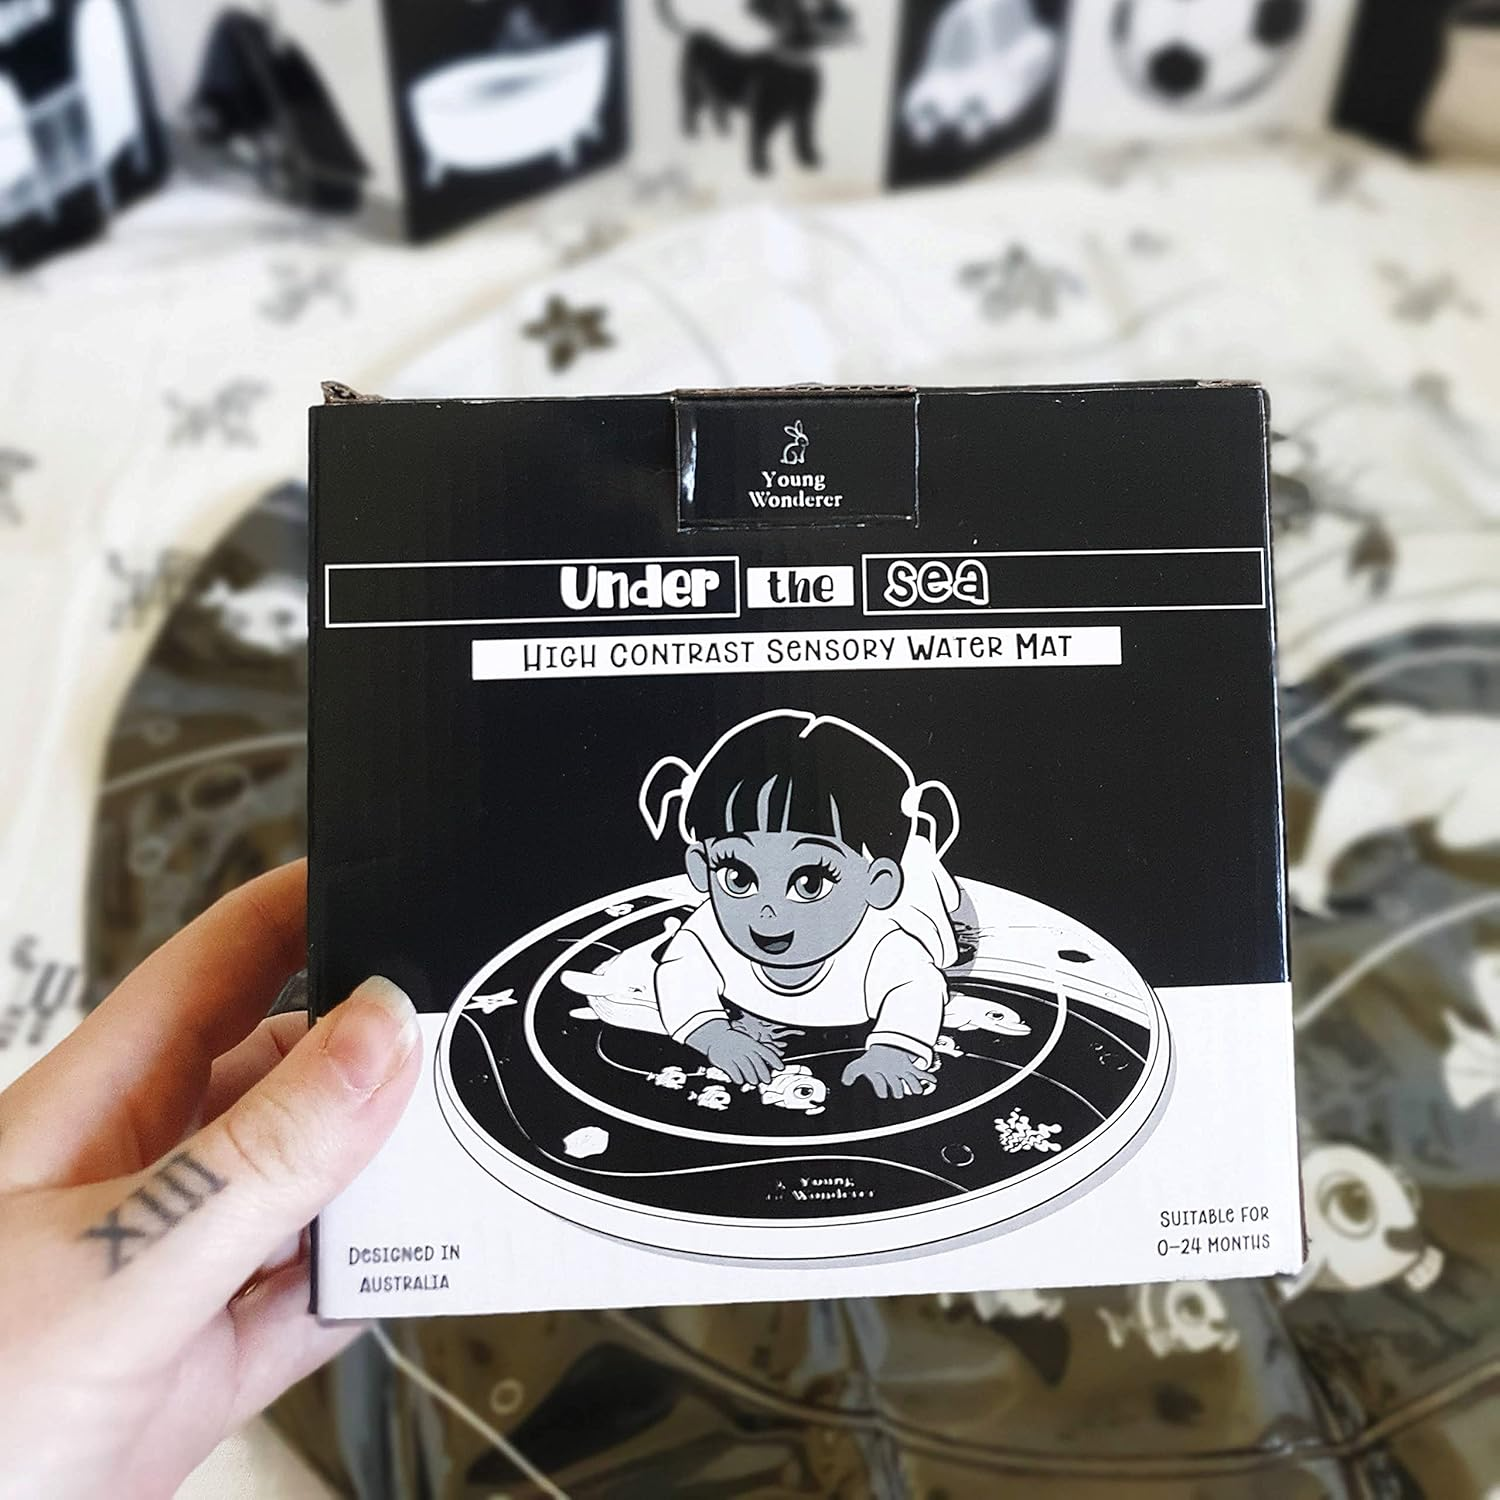 Young
Wonderer
Under the sea
HIGH CONTRAST SENSORY WATER MAT
Young
Wonderer
DESIGNED IN
AUSTRALIA
SUITABLE FOR
0-24 MONTHS
XIII